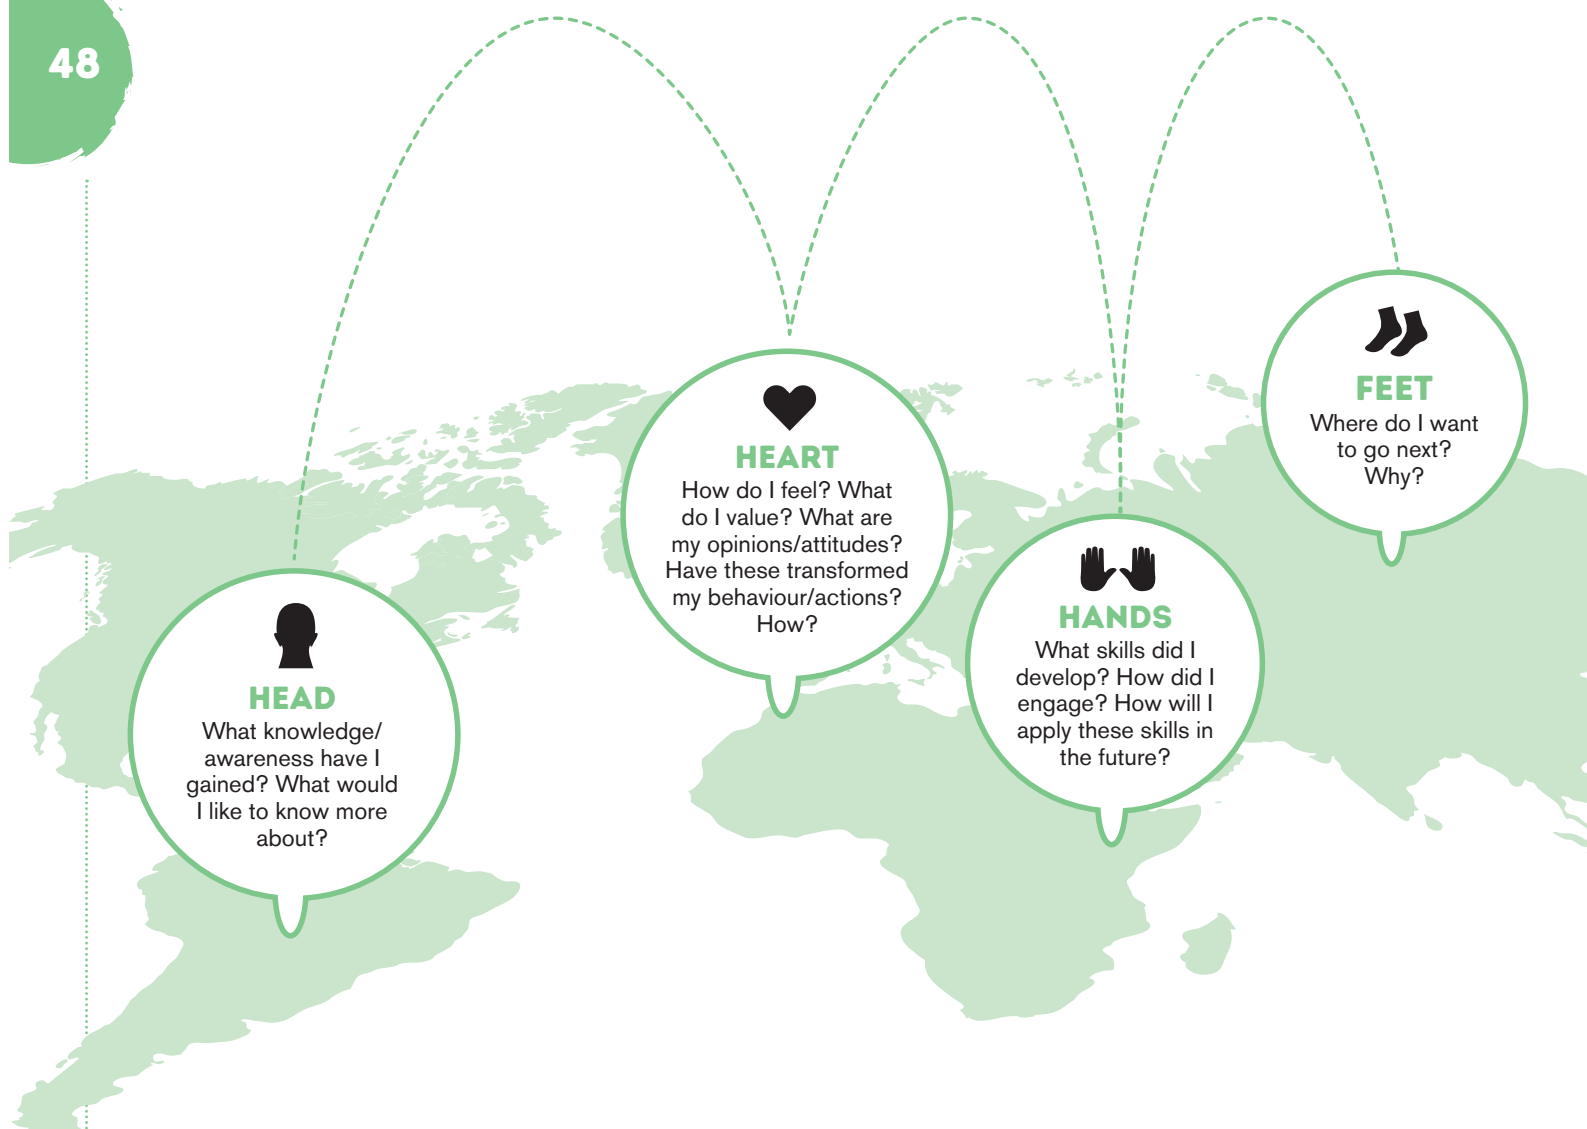 48
HEAD
What knowledge/
awareness have I
gained? What would
I like to know more
about?
HEART
How do I feel? What
do I value? What are
my opinions/attitudes?
Have these transformed
my behaviour/actions?
How?
HANDS
What skills did I
develop? How did I
engage? How will I
apply these skills in
the future?
FEET
Where do I want
to go next?
Why?